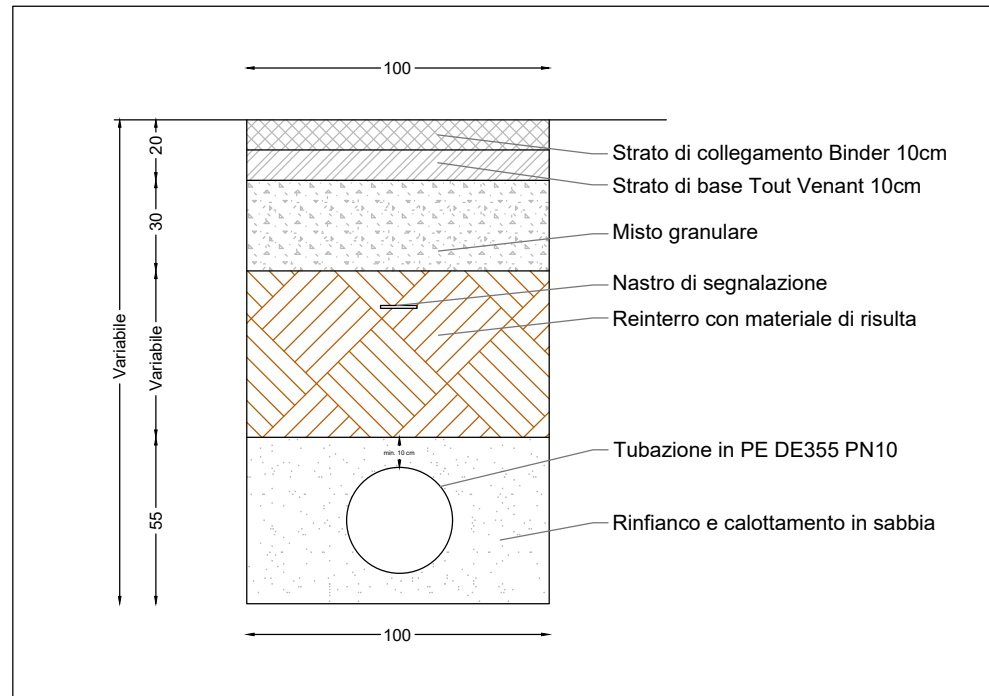 100
20
Strato di collegamento Binder 10cm
Strato di base Tout Venant 10cm
30
Misto granulare
Nastro di segnalazione
Reinterro con materiale di risulta
Variabile
Variabile
min. 10 cm
Tubazione in PE DE355 PN10
55
Rinfianco e calottamento in sabbia
100